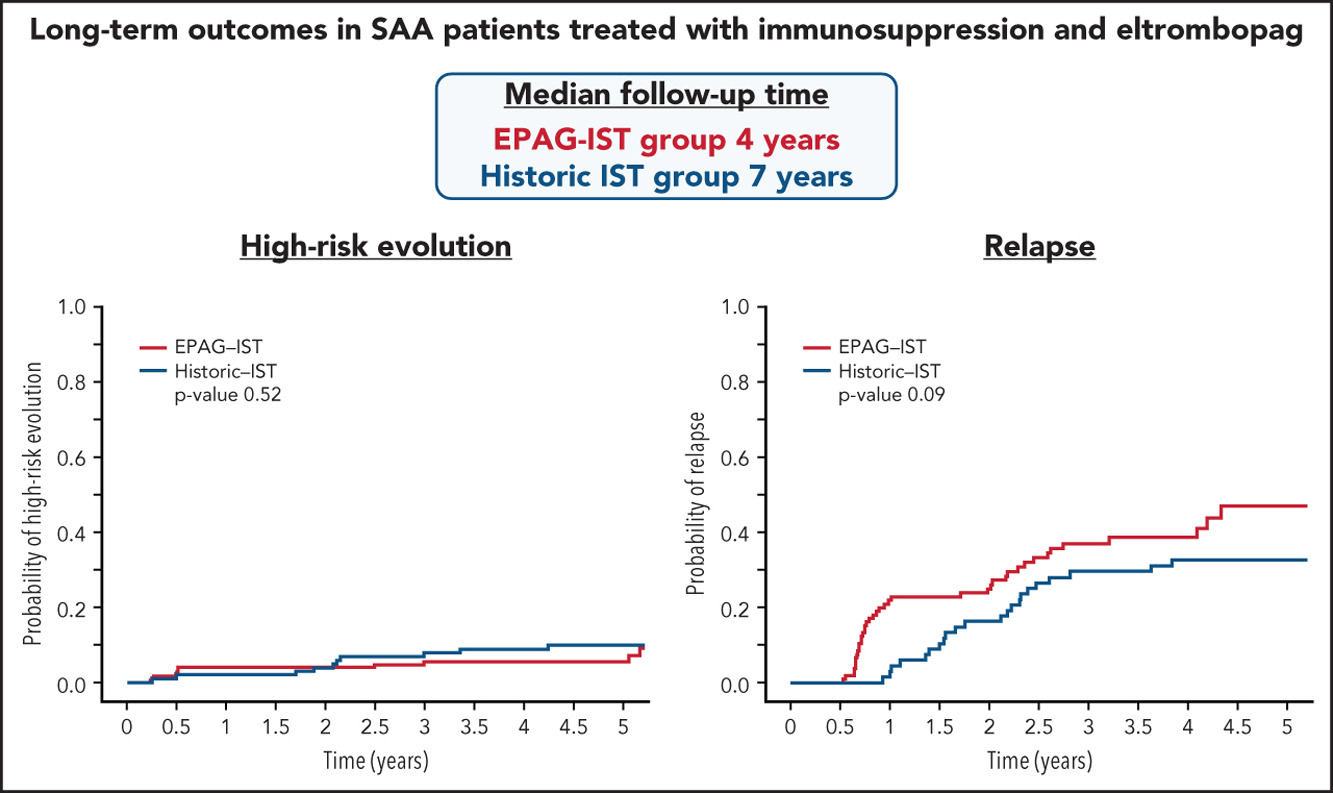 Long-term outcomes in SAA patients treated with immunosuppression and eltrombopag
Median follow-up time
EPAG-IST group 4 years
Historic IST group 7 years
High-risk evolution
Probability of high-risk evolution
1.0
0.8
0.6
0.4
0.2
0.0
EPAG–IST
Historic–IST
p-value 0.52
0 0.5 1 1.5 2 2.5 3 3.5 4 4.5 5
Time (years)
Relapse
Probability of relapse
1.0
0.8
0.6
0.4
0.2
0.0
EPAG–IST
Historic–IST
p-value 0.09
0 0.5 1 1.5 2 2.5 3 3.5 4 4.5 5
Time (years)